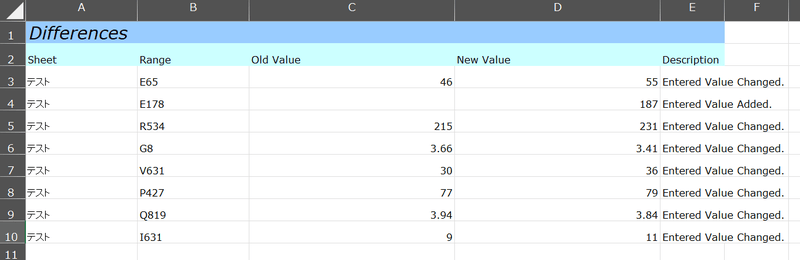 A B C D E F
1 Differences
2 Sheet Range Old Value New Value Description
3 テスト E65 46 55 Entered Value Changed.
4 テスト E178 187 Entered Value Added.
5 テスト R534 215 231 Entered Value Changed.
6 テスト G8 3.66 3.41 Entered Value Changed.
7 テスト V631 30 36 Entered Value Changed.
8 テスト P427 77 79 Entered Value Changed.
9 テスト Q819 3.94 3.84 Entered Value Changed.
10 テスト I631 9 11 Entered Value Changed.
11